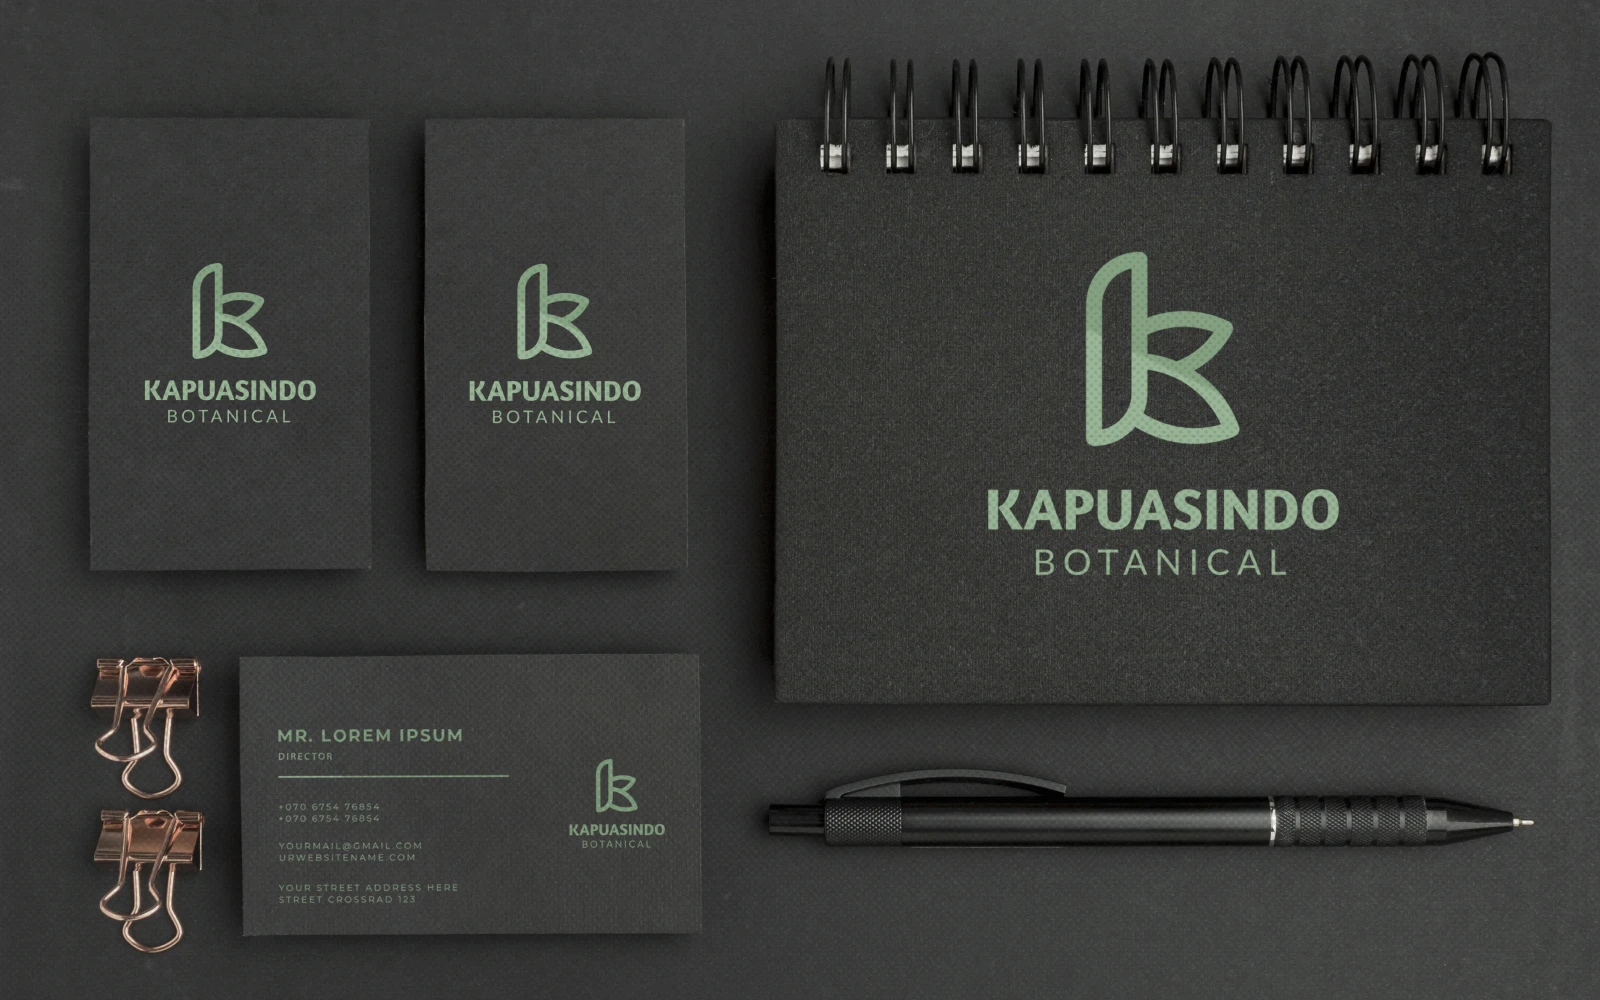 KAPUASINDO
BOTANICAL
KAPUASINDO
BOTANICAL
KAPUASINDO
BOTANICAL
MR. LOREM IPSUM
DIRECTOR
+070 6754 76854
+070 6754 76854
YOURMAIL@GMAIL.COM
URWEBSITENAME.COM
YOUR STREET ADDRESS HERE
STREET CROSSRAD 123
KAPUASINDO
BOTANICAL